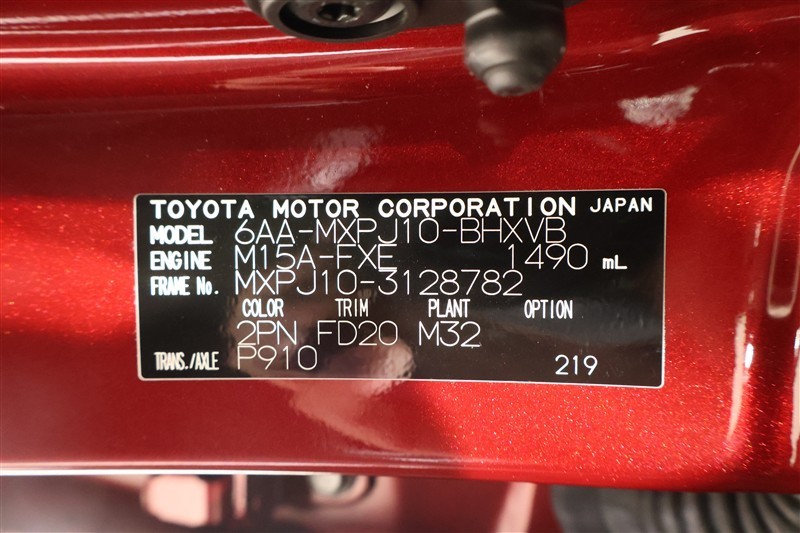 TOYOTA MOTOR CORPORATION JAPAN
MODEL 6AA-MXPJ10-BHXVB
ENGINE M15A-FXE 1490 mL
FRAME No. MXPJ10-3128782
COLOR TRIM PLANT OPTION
2PN FD20 M32
TRANS./AXLE P910 219